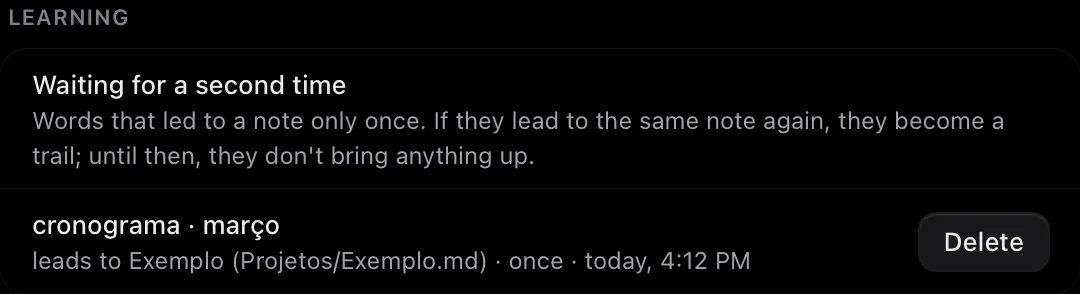 LEARNING
Waiting for a second time
Words that led to a note only once. If they lead to the same note again, they become a
trail; until then, they don't bring anything up.
cronograma · março
leads to Exemplo (Projetos/Exemplo.md) · once · today, 4:12 PM
Delete